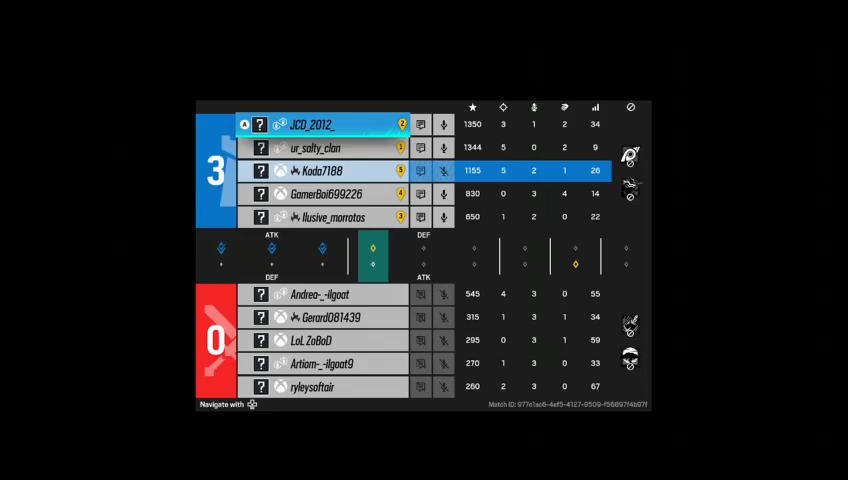 3
A ? JCD_2012_ 2 1350 3 1 2 34
? ur_salty_clan 1 1344 5 0 2 9
? Koda7188 5 1155 5 2 1 26
? GamerBoi699226 4 830 0 3 4 14
? Ilusive_morrotos 3 650 1 2 0 22
ATK DEF
DEF ATK
0
? Andrea-_-ilgoat 545 4 3 0 55
? Gerard081439 315 1 3 1 34
? LoL ZoBoD 295 0 3 1 59
? Artiom-_-ilgoat9 270 1 3 0 33
? ryleysoftair 260 2 3 0 67
Navigate with Match ID: 977c1ac6-4ef5-4127-9509-f56897f4b97f